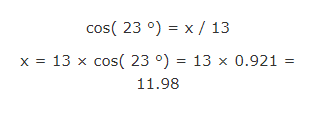 cos( 23 º) = x / 13
x = 13 × cos( 23 º) = 13 × 0.921 =
11.98